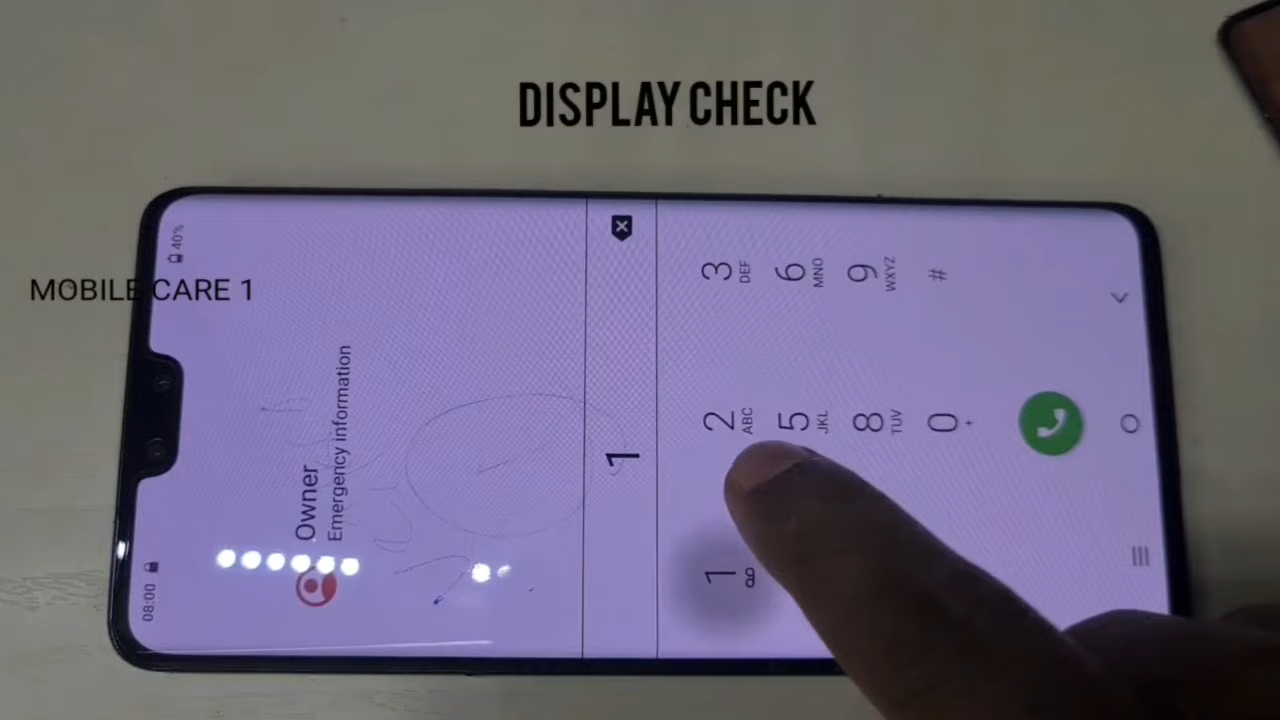 DISPLAY CHECK
MOBILE CARE 1
08:00
40%
Owner
Emergency information
1
1
2 ABC
3 DEF
5 JKL
6 MNO
8 TUV
9 WXYZ
0 +
#